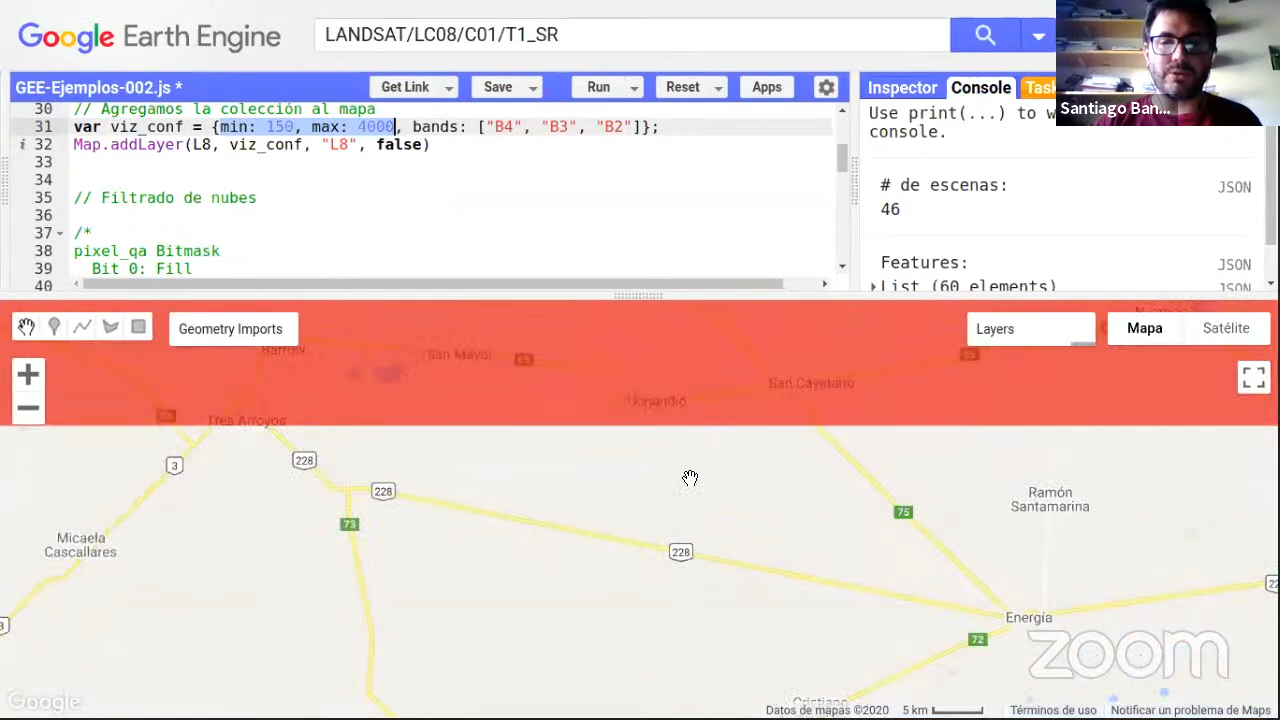 Google Earth Engine
LANDSAT/LC08/C01/T1_SR
Santiago Ban...
GEE-Ejemplos-002.js *
Get Link
Save
Run
Reset
Apps
Inspector
Console
Task
30 // Agregamos la colección al mapa
31 var viz_conf = {min: 150, max: 4000, bands: ["B4", "B3", "B2"]};
32 Map.addLayer(L8, viz_conf, "L8", false)
33
34
35 // Filtrado de nubes
36
37 /*
38 pixel_qa Bitmask
39 Bit 0: Fill
40
Use print(...) to w
console.
# de escenas:
JSON
46
Features:
JSON
List (60 elements)
JSON
Geometry Imports
Layers
Mapa
Satélite
San Mayol
San Cayetano
Tres Arroyos
3
228
228
73
75
Ramón
Santamarina
Micaela
Cascallares
228
Energía
72
zoom
Google
Datos de mapas ©2020
5 km
Términos de uso
Notificar un problema de Maps